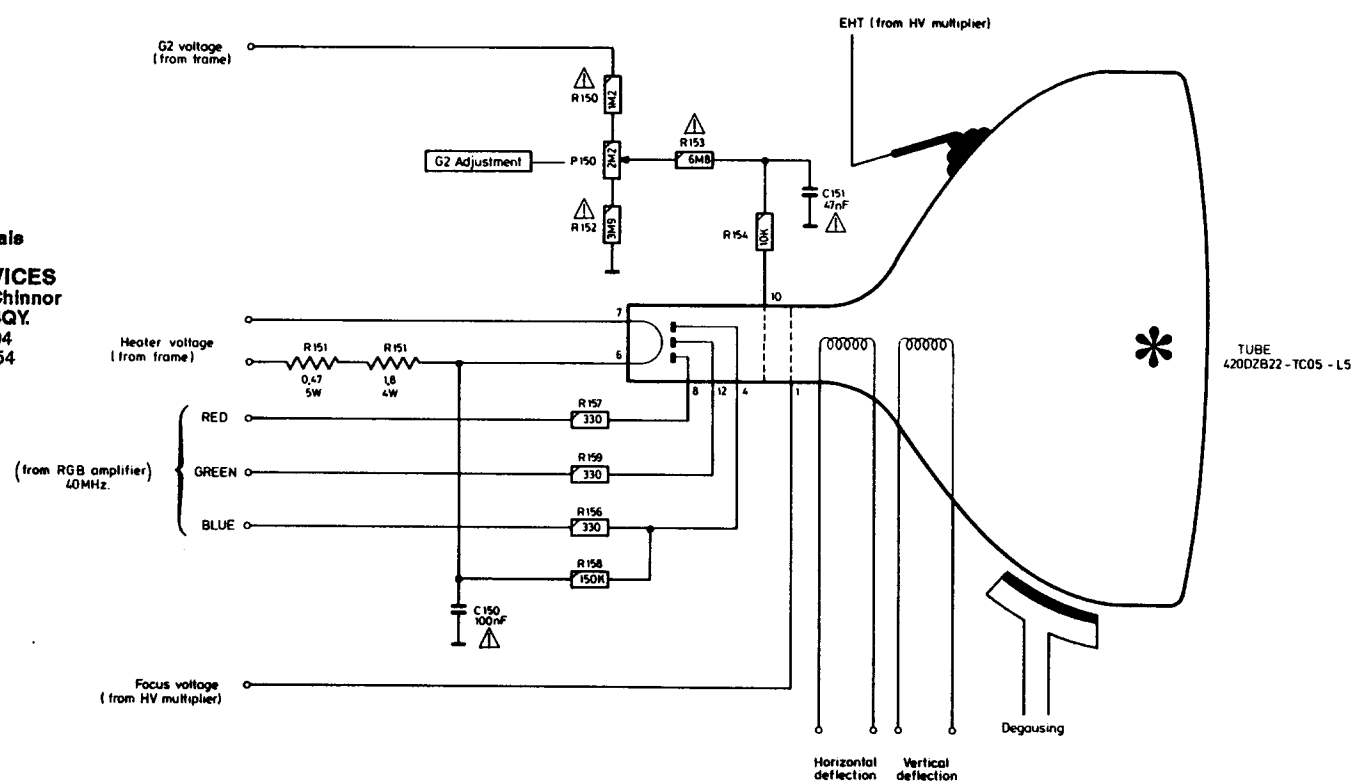 EHT (from HV multiplier)
G2 voltage
(from frame)
R150
1M2
G2 Adjustment
P150
2M2
R153
6M8
C151
47nF
R152
3M9
R154
10K
VICES
Chinnor
QY.
Heater voltage
(from frame)
7
6
10
R151
0,47
5W
R151
1,8
4W
8
12
4
1
TUBE
420DZB22-TC05-L5
(from RGB amplifier)
40MHz.
RED
R157
330
GREEN
R159
330
BLUE
R156
330
R158
150K
C150
100nF
Focus voltage
(from HV multiplier)
Degausing
Horizontal
deflection
Vertical
deflection